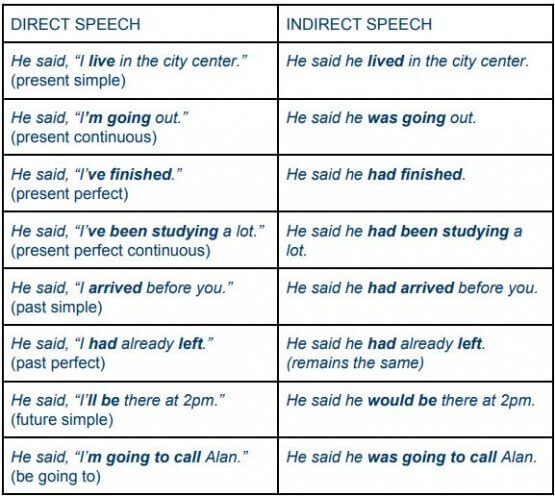 DIRECT SPEECH
INDIRECT SPEECH
He said, “I live in the city center.”
(present simple)
He said he lived in the city center.
He said, “I’m going out.”
(present continuous)
He said he was going out.
He said, “I’ve finished.”
(present perfect)
He said he had finished.
He said, “I’ve been studying a lot.”
(present perfect continuous)
He said he had been studying a
lot.
He said, “I arrived before you.”
(past simple)
He said he had arrived before you.
He said, “I had already left.”
(past perfect)
He said he had already left.
(remains the same)
He said, “I’ll be there at 2pm.”
(future simple)
He said he would be there at 2pm.
He said, “I’m going to call Alan.”
(be going to)
He said he was going to call Alan.